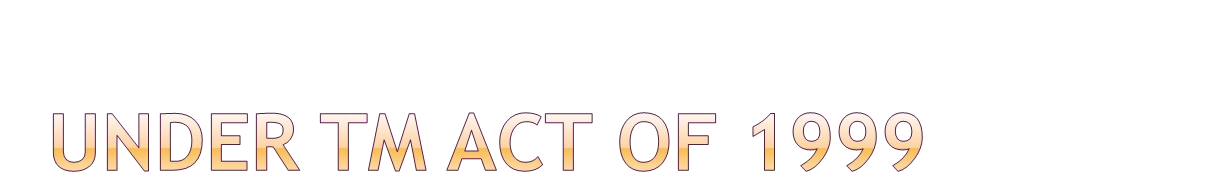 UNDER TM ACT OF 1999